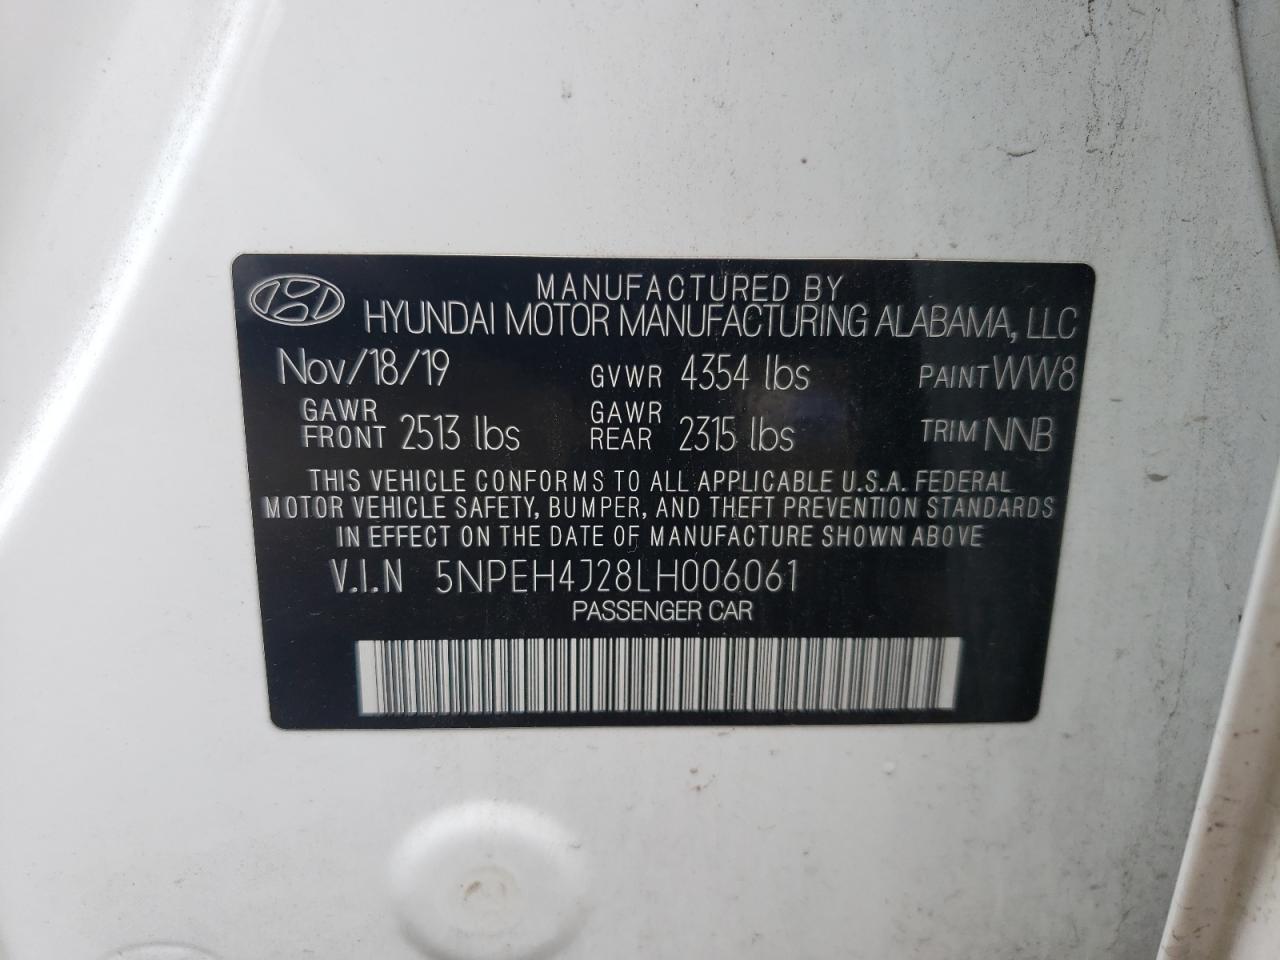 MANUFACTURED BY
HYUNDAI MOTOR MANUFACTURING ALABAMA, LLC
Nov/18/19 GVWR 4354 lbs PAINT WW8
GAWR FRONT 2513 lbs GAWR REAR 2315 lbs TRIM NNB
THIS VEHICLE CONFORMS TO ALL APPLICABLE U.S.A. FEDERAL
MOTOR VEHICLE SAFETY, BUMPER, AND THEFT PREVENTION STANDARDS
IN EFFECT ON THE DATE OF MANUFACTURE SHOWN ABOVE
V.I.N 5NPEH4J28LH006061
PASSENGER CAR